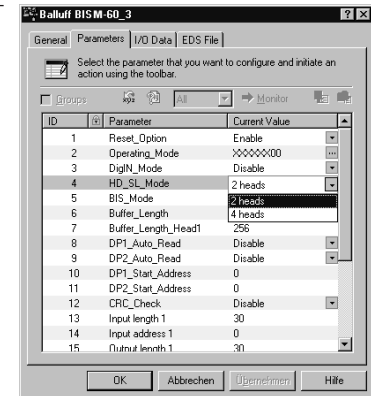 Balluff BISM-60_3
General Parameters I/O Data EDS File
Select the parameter that you want to configure and initiate an
action using the toolbar.
Groups All Monitor
ID Parameter Current Value
1 Reset_Option Enable
2 Operating_Mode XXXXXX00
3 DigIN_Mode Disable
4 HD_SL_Mode 2 heads
5 BIS_Mode 2 heads
6 Buffer_Length 4 heads
7 Buffer_Length_Head1 256
8 DP1_Auto_Read Disable
9 DP2_Auto_Read Disable
10 DP1_Start_Address 0
11 DP2_Start_Address 0
12 CRC_Check Disable
13 Input length 1 30
14 Input address 1 0
15 Output length 1 30
OK Abbrechen Übernehmen Hilfe